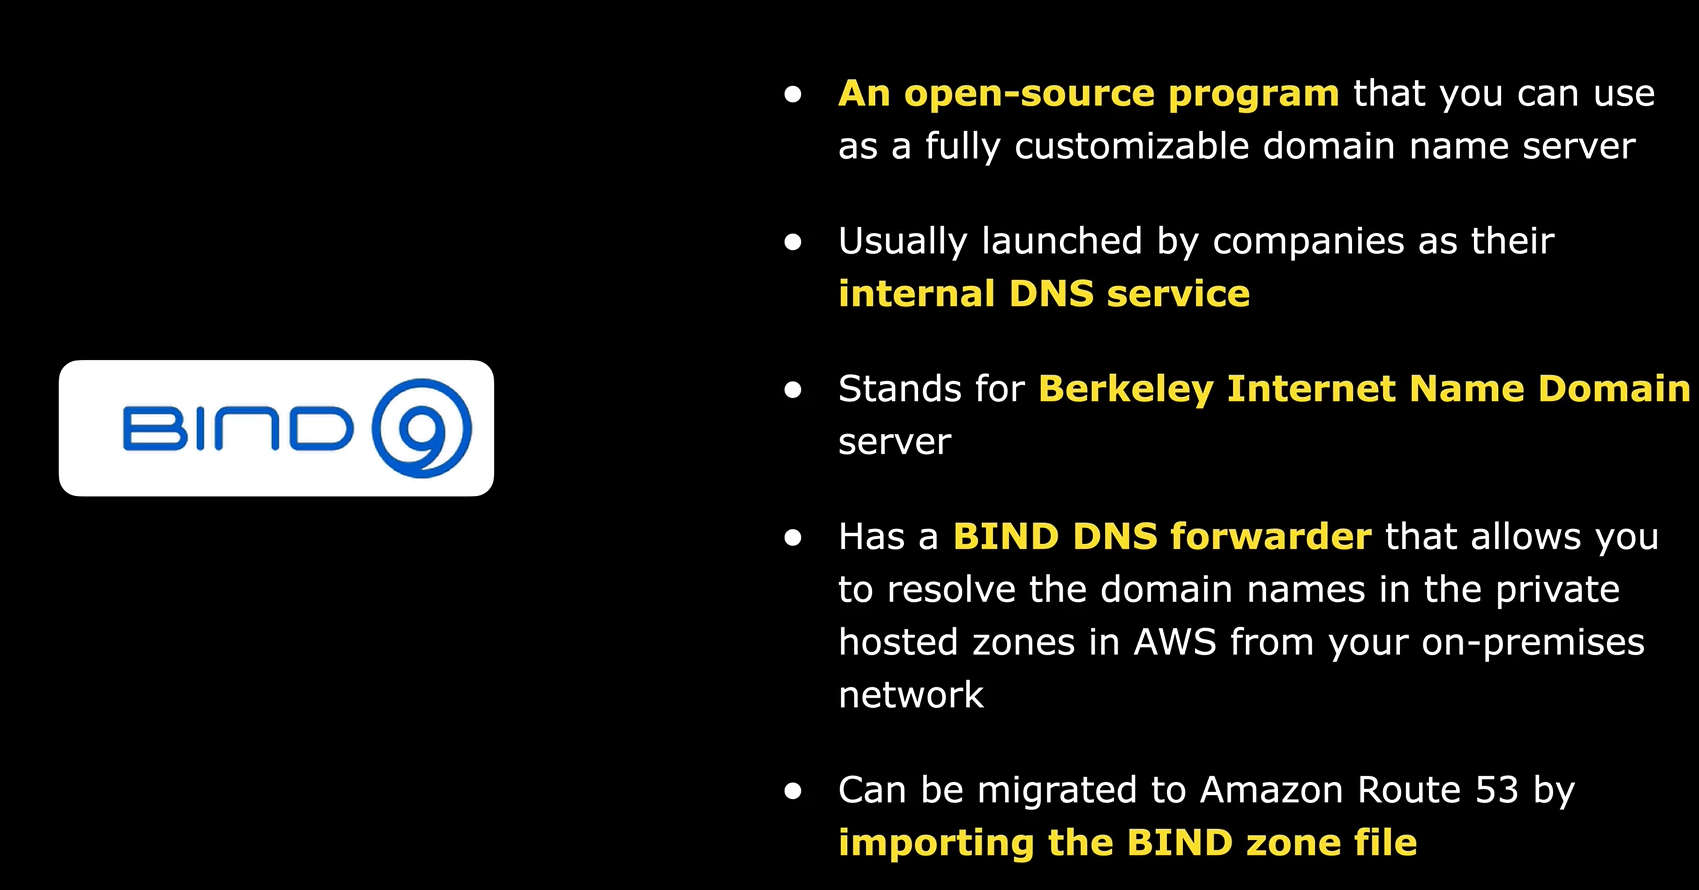 BIND 9
● An open-source program that you can use
as a fully customizable domain name server
● Usually launched by companies as their
internal DNS service
● Stands for Berkeley Internet Name Domain
server
● Has a BIND DNS forwarder that allows you
to resolve the domain names in the private
hosted zones in AWS from your on-premises
network
● Can be migrated to Amazon Route 53 by
importing the BIND zone file